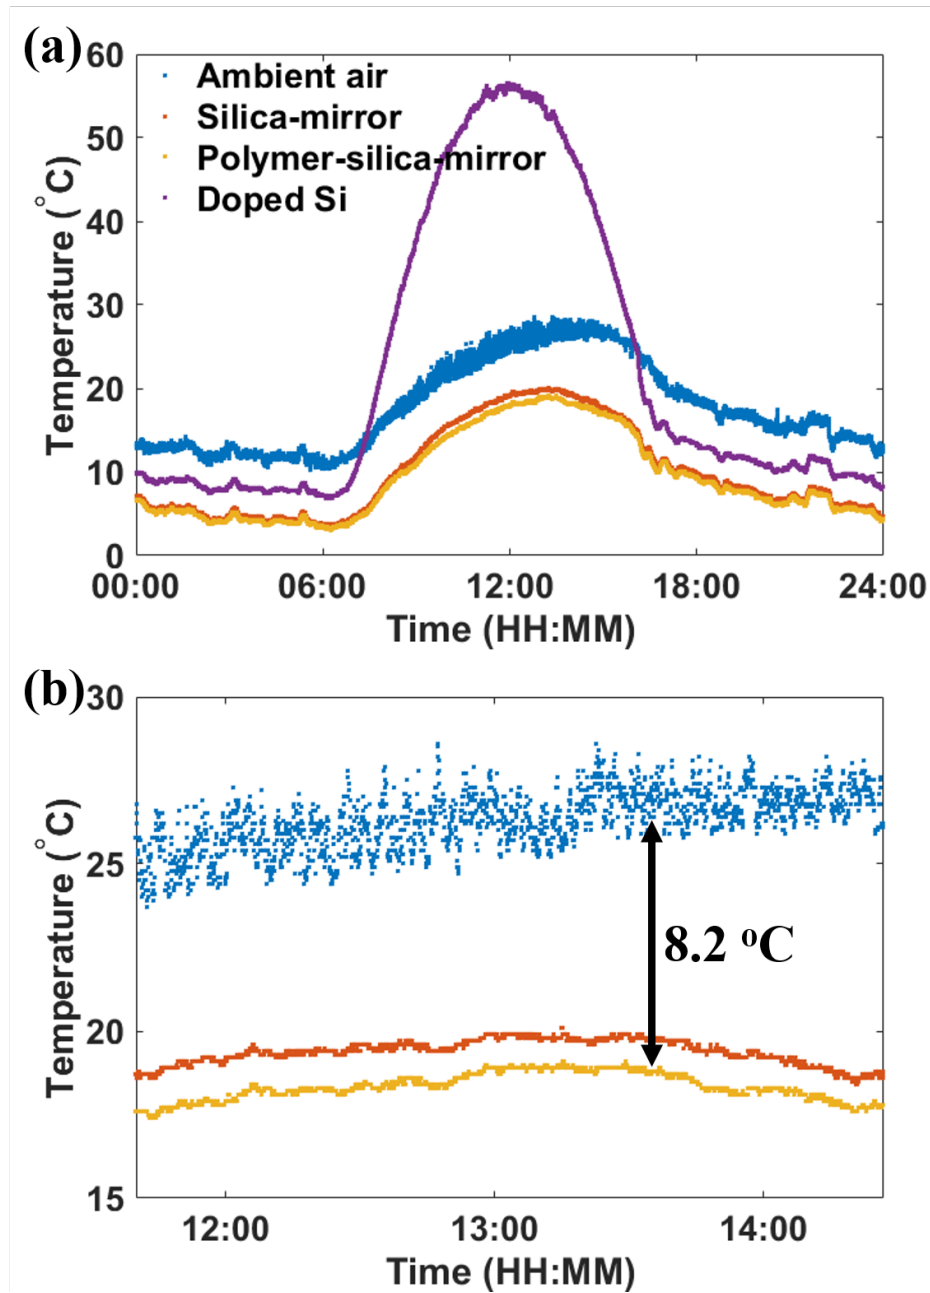 (a)
60
50
40
30
20
10
0
Temperature (°C)
Ambient air
Silica-mirror
Polymer-silica-mirror
Doped Si
00:00 06:00 12:00 18:00 24:00
Time (HH:MM)
(b)
30
25
20
15
Temperature (°C)
8.2 °C
12:00 13:00 14:00
Time (HH:MM)